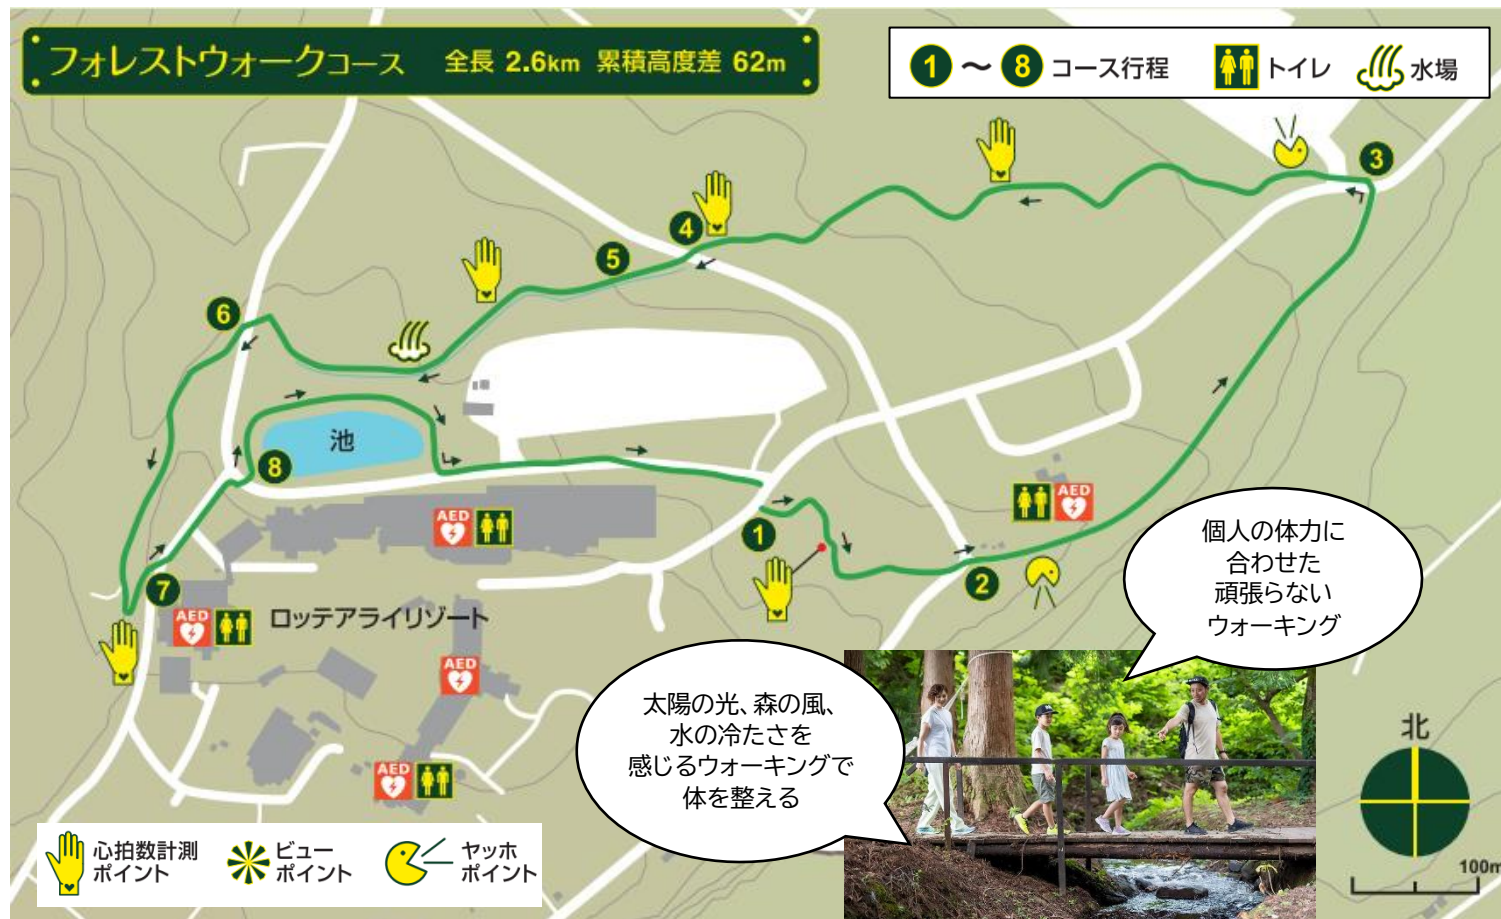 フォレストウォークコース 全長 2.6km 累積高度差 62m
1 〜 8 コース行程 トイレ 水場
3
4
5
6
池
8
AED
AED
1
2
7
AED
ロッテアライリゾート
AED
AED
個人の体力に
合わせた
頑張らない
ウォーキング
太陽の光、森の風、
水の冷たさを
感じるウォーキングで
体を整える
北
100m
心拍数計測
ポイント
ビュー
ポイント
ヤッホ
ポイント